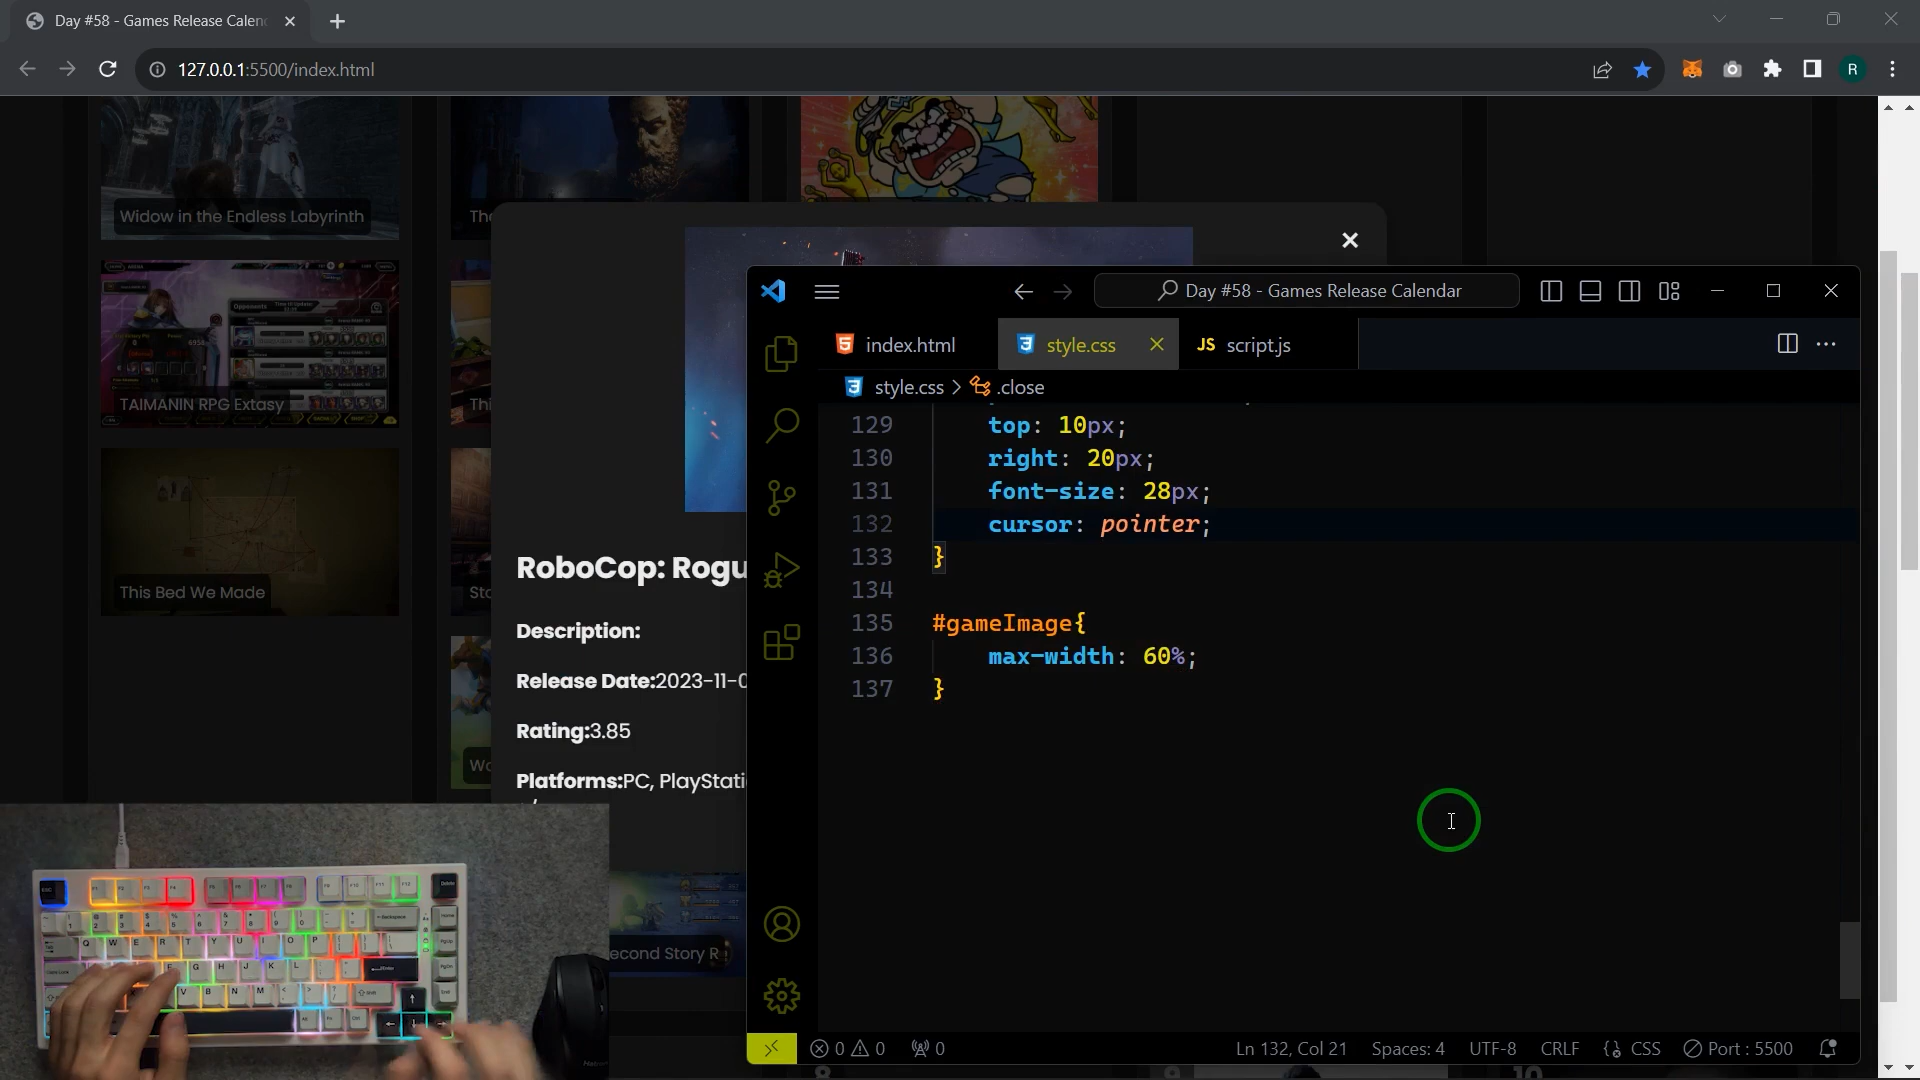 Day #58 - Games Release Calen
127.0.0.1:5500/index.html
R
Widow in the Endless Labyrinth
The
TAIMANIN RPG Extasy
Thi
This Bed We Made
Sto
Wo
RoboCop: Rogu
Description:
Release Date:2023-11-0
Rating:3.85
Platforms:PC, PlayStati
econd Story R
Day #58 - Games Release Calendar
index.html
style.css
JS script.js
style.css > .close
129 top: 10px;
130 right: 20px;
131 font-size: 28px;
132 cursor: pointer;
133 }
134
135 #gameImage{
136 max-width: 60%;
137 }
0 0 0
Ln 132, Col 21 Spaces: 4 UTF-8 CRLF {} CSS Port : 5500